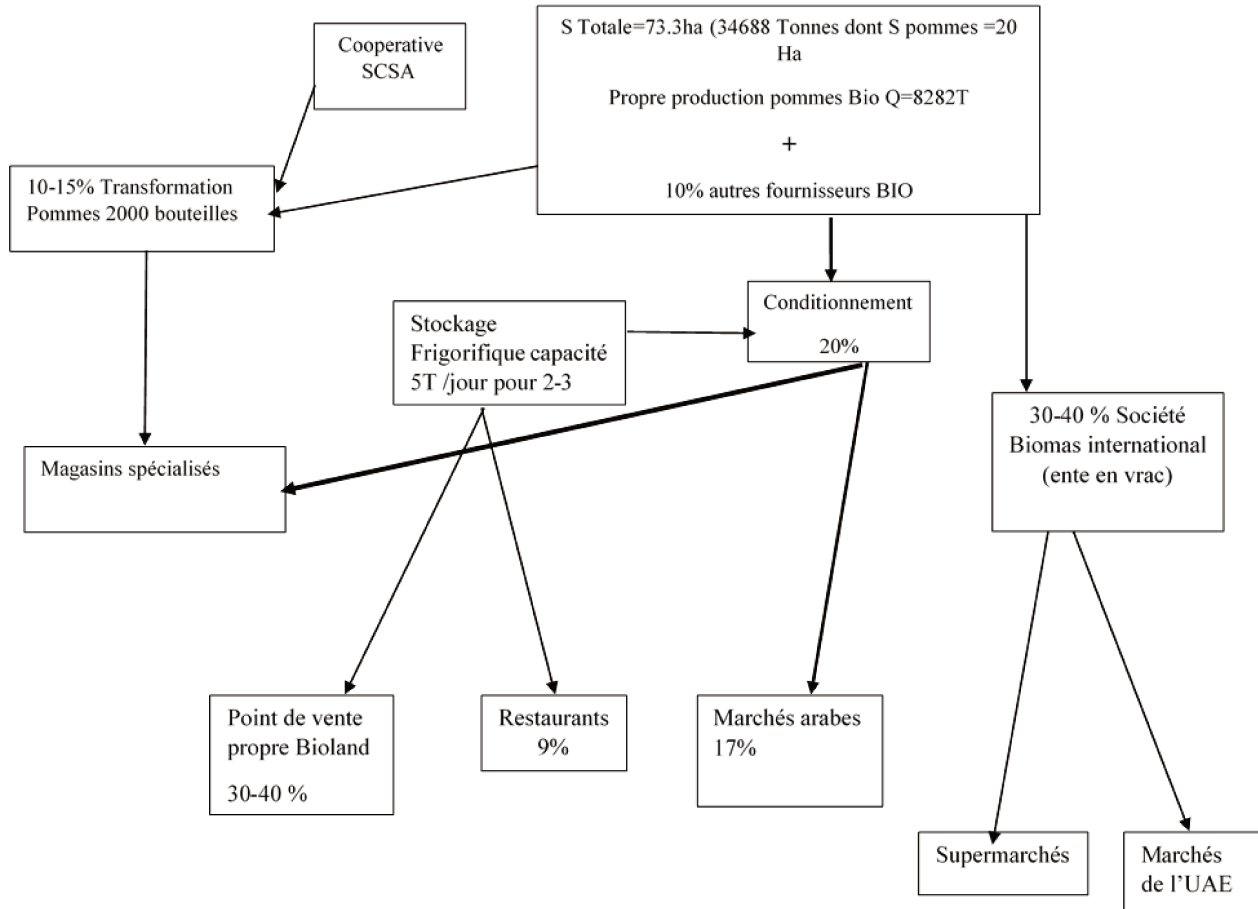 S Totale=73.3ha (34688 Tonnes dont S pommes =20
Ha
Propre production pommes Bio Q=8282T
+
10% autres fournisseurs BIO
Cooperative
SCSA
10-15% Transformation
Pommes 2000 bouteilles
Conditionnement
20%
Stockage
Frigorifique capacité
5T /jour pour 2-3
30-40 % Société
Biomas international
(ente en vrac)
Magasins spécialisés
Point de vente
propre Bioland
30-40 %
Restaurants
9%
Marchés arabes
17%
Supermarchés
Marchés
de l'UAE